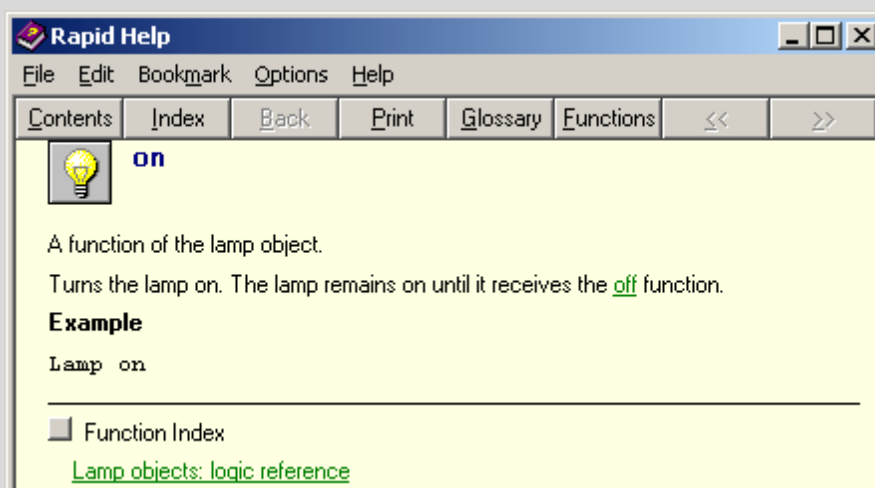 Rapid Help
File Edit Bookmark Options Help
Contents Index Back Print Glossary Functions << >>
on
A function of the lamp object.
Turns the lamp on. The lamp remains on until it receives the off function.
Example
Lamp on
Function Index
Lamp objects: logic reference